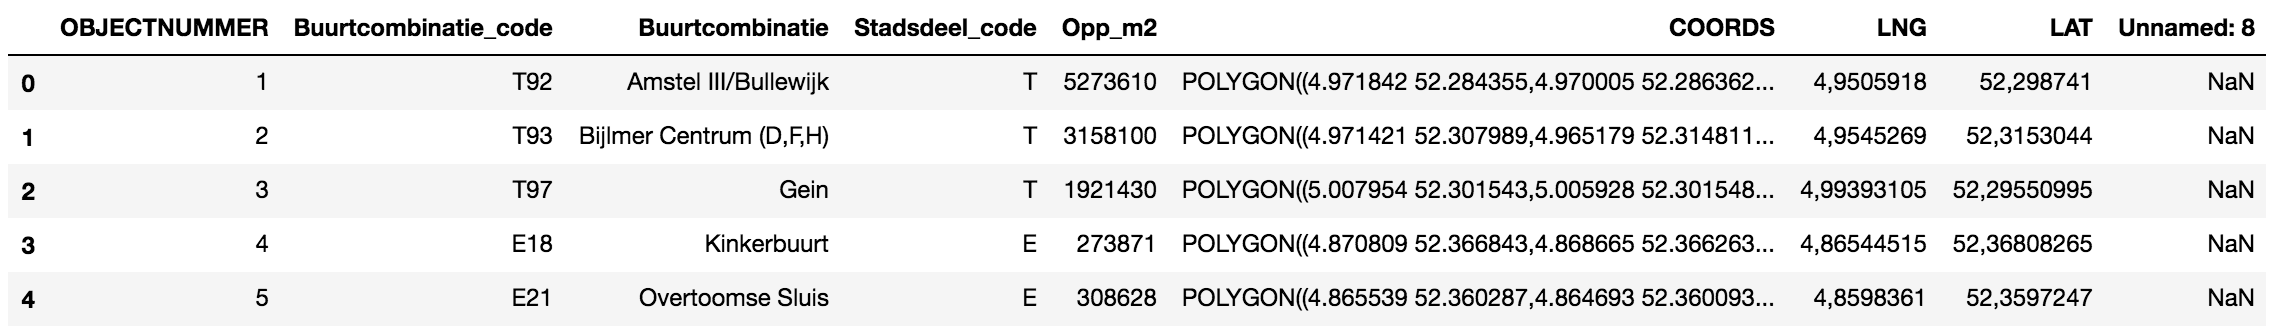 OBJECTNUMMER Buurtcombinatie_code Buurtcombinatie Stadsdeel_code Opp_m2 COORDS LNG LAT Unnamed: 8
0 1 T92 Amstel III/Bullewijk T 5273610 POLYGON((4.971842 52.284355,4.970005 52.286362... 4,9505918 52,298741 NaN
1 2 T93 Bijlmer Centrum (D,F,H) T 3158100 POLYGON((4.971421 52.307989,4.965179 52.314811... 4,9545269 52,3153044 NaN
2 3 T97 Gein T 1921430 POLYGON((5.007954 52.301543,5.005928 52.301548... 4,99393105 52,29550995 NaN
3 4 E18 Kinkerbuurt E 273871 POLYGON((4.870809 52.366843,4.868665 52.366263... 4,86544515 52,36808265 NaN
4 5 E21 Overtoomse Sluis E 308628 POLYGON((4.865539 52.360287,4.864693 52.360093... 4,8598361 52,3597247 NaN